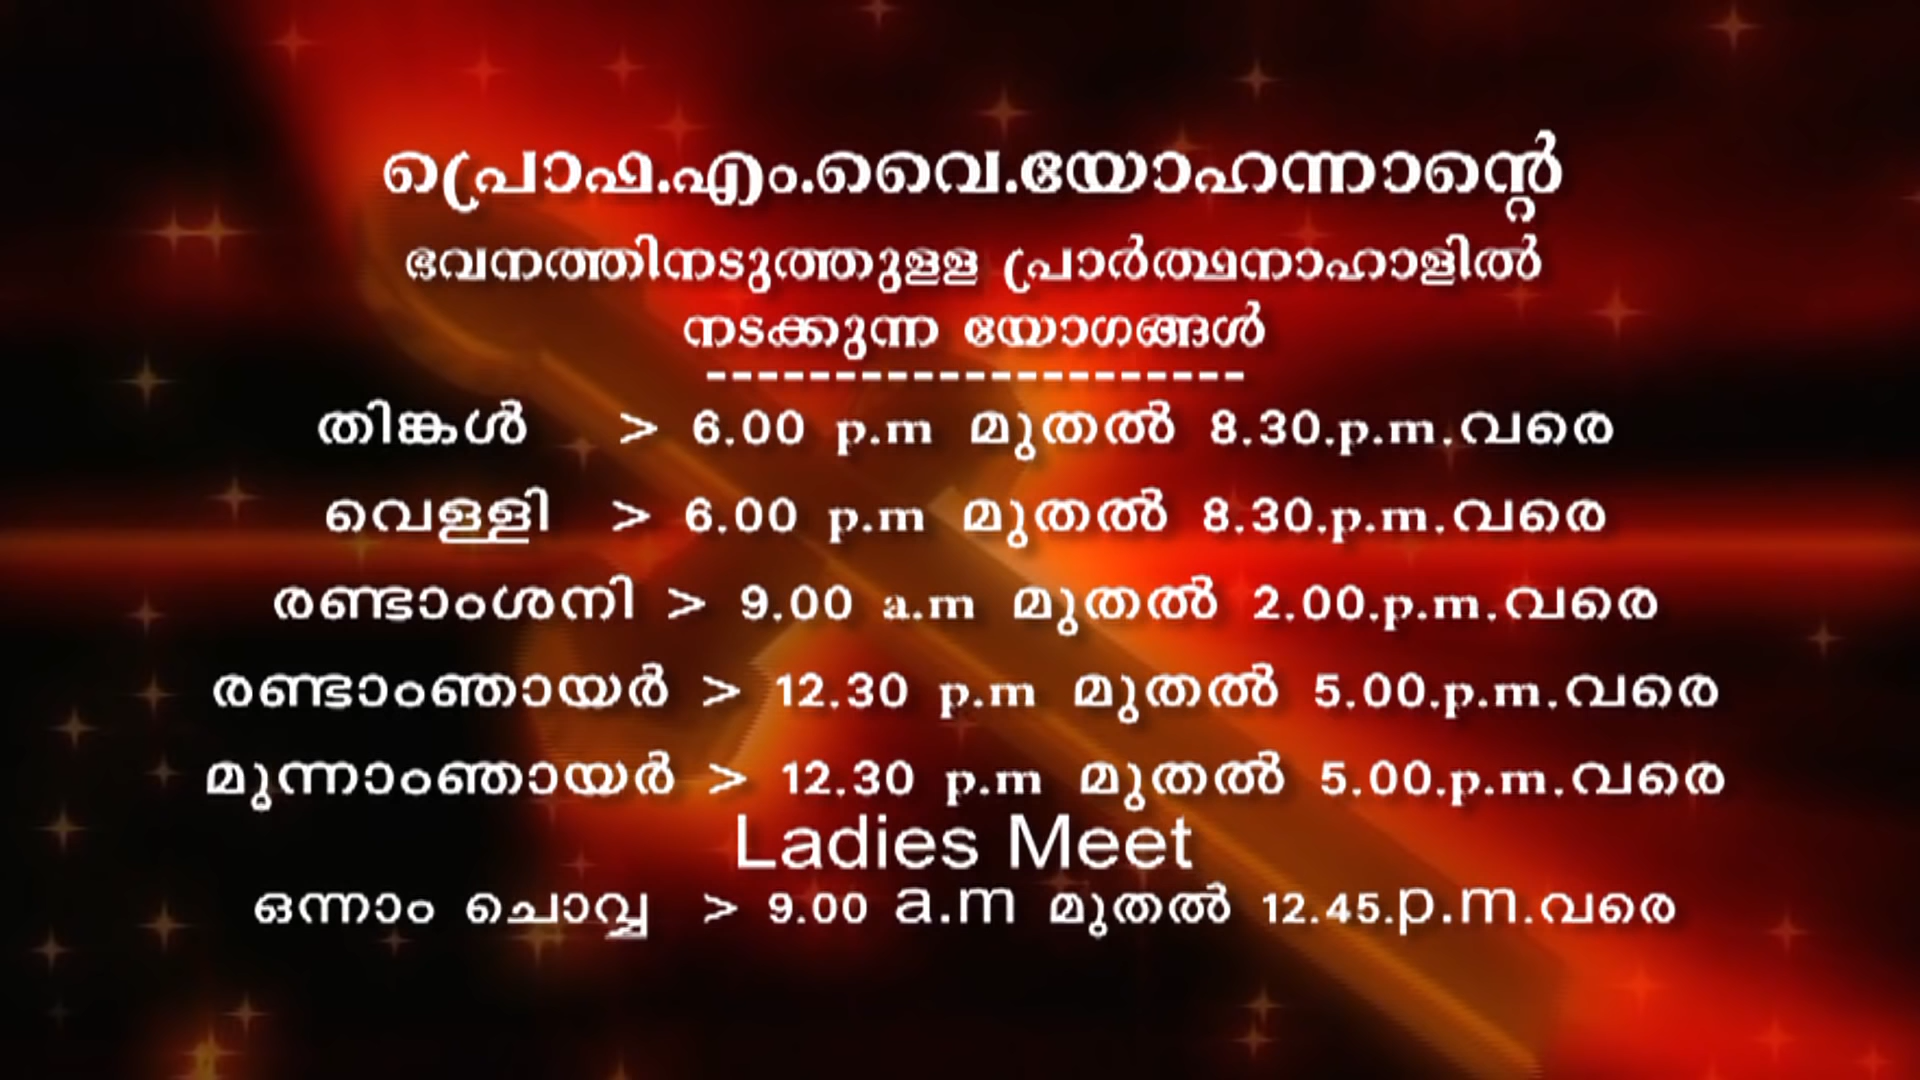 പ്രൊഫ.എം.വൈ.യോഹന്നാന്റെ
ഭവനത്തിനടുത്തുള്ള പ്രാർത്ഥനാഹാളിൽ
നടക്കുന്ന യോഗങ്ങൾ
---------------------
തിങ്കൾ > 6.00 p.m മുതൽ 8.30.p.m.വരെ
വെള്ളി > 6.00 p.m മുതൽ 8.30.p.m.വരെ
രണ്ടാംശനി > 9.00 a.m മുതൽ 2.00.p.m.വരെ
രണ്ടാംഞായർ > 12.30 p.m മുതൽ 5.00.p.m.വരെ
മുന്നാംഞായർ > 12.30 p.m മുതൽ 5.00.p.m.വരെ
Ladies Meet
ഒന്നാം ചൊവ്വ > 9.00 a.m മുതൽ 12.45.p.m.വരെ